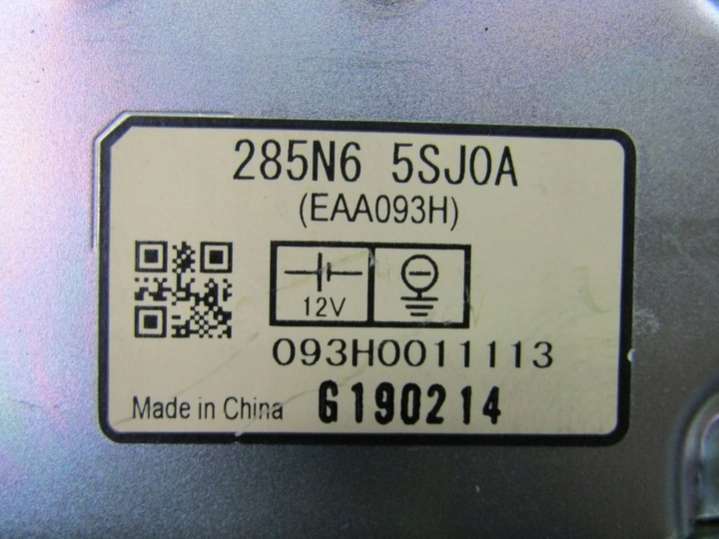 285N6 5SJ0A
(EAA093H)
12V
093H0011113
Made in China G190214